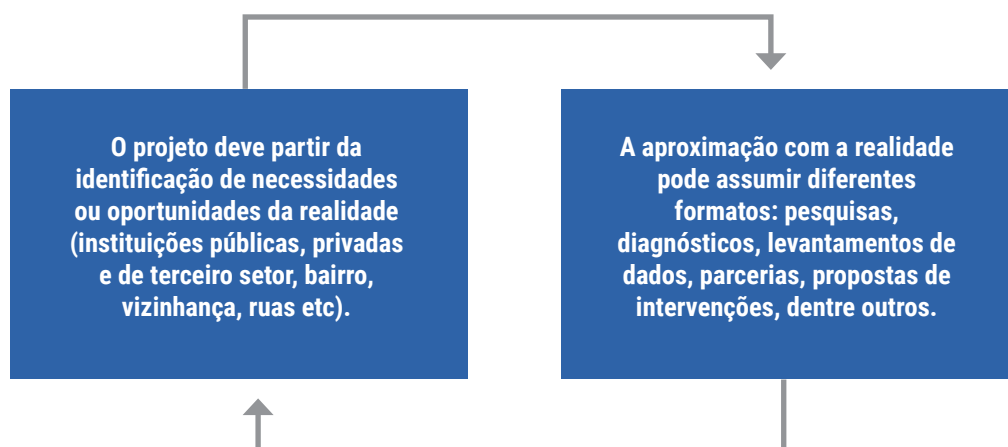 O projeto deve partir da
identificação de necessidades
ou oportunidades da realidade
(instituições públicas, privadas
e de terceiro setor, bairro,
vizinhança, ruas etc).
A aproximação com a realidade
pode assumir diferentes
formatos: pesquisas,
diagnósticos, levantamentos de
dados, parcerias, propostas de
intervenções, dentre outros.